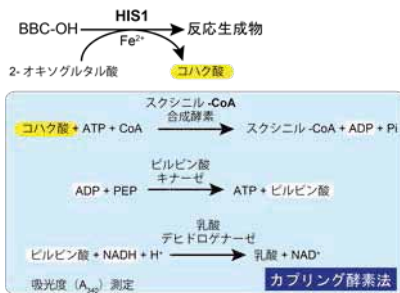 HIS1
BBC-OH → 反応生成物
Fe²⁺
2- オキソグルタル酸
コハク酸
スクシニル -CoA
合成酵素
コハク酸 + ATP + CoA → スクシニル -CoA + ADP + Pi
ピルビン酸
キナーゼ
ADP + PEP → ATP + ピルビン酸
乳酸
デヒドロゲナーゼ
ピルビン酸 + NADH + H⁺ → 乳酸 + NAD⁺
吸光度（A₃₄₀）測定
カプリング酵素法